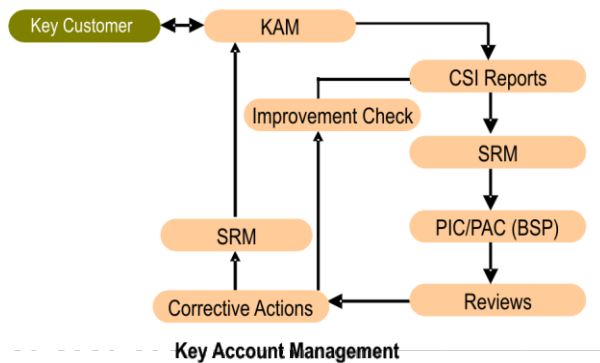 Key Customer
KAM
CSI Reports
Improvement Check
SRM
SRM
PIC/PAC (BSP)
Corrective Actions
Reviews
Key Account Management